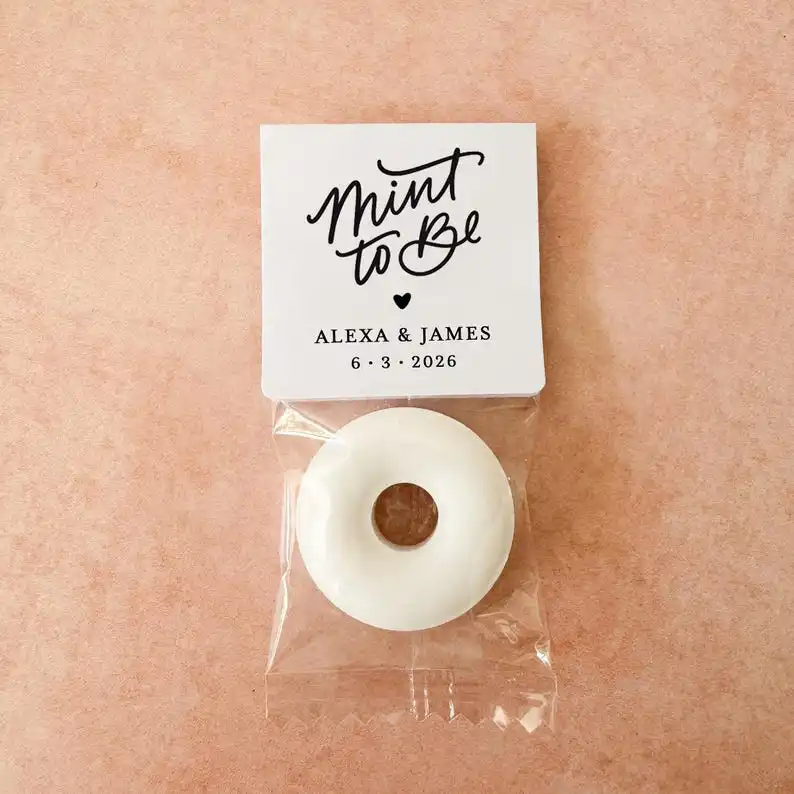 Mint
to Be
ALEXA & JAMES
6 • 3 • 2026